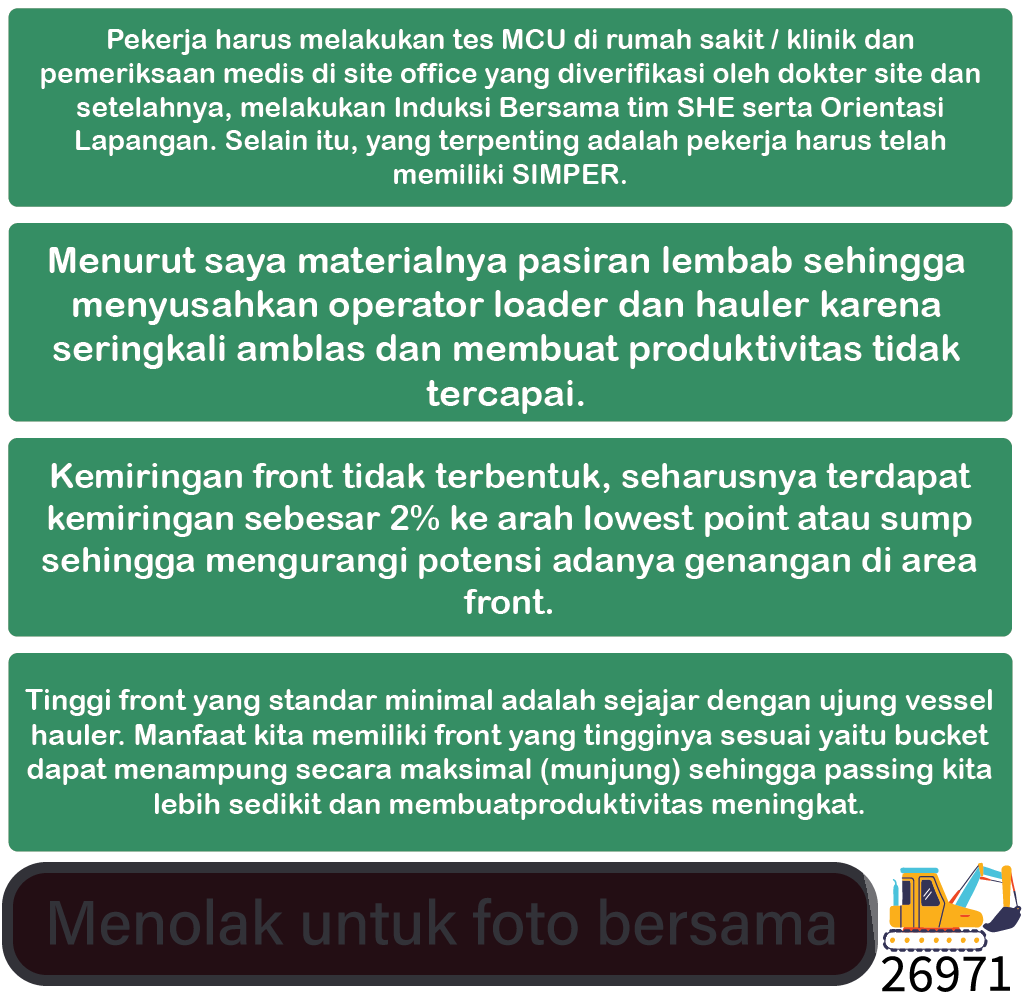 Pekerja harus melakukan tes MCU di rumah sakit / klinik dan
pemeriksaan medis di site office yang diverifikasi oleh dokter site dan
setelahnya, melakukan Induksi Bersama tim SHE serta Orientasi
Lapangan. Selain itu, yang terpenting adalah pekerja harus telah
memiliki SIMPER.
Menurut saya materialnya pasiran lembab sehingga
menyusahkan operator loader dan hauler karena
seringkali amblas dan membuat produktivitas tidak
tercapai.
Kemiringan front tidak terbentuk, seharusnya terdapat
kemiringan sebesar 2% ke arah lowest point atau sump
sehingga mengurangi potensi adanya genangan di area
front.
Tinggi front yang standar minimal adalah sejajar dengan ujung vessel
hauler. Manfaat kita memiliki front yang tingginya sesuai yaitu bucket
dapat menampung secara maksimal (munjung) sehingga passing kita
lebih sedikit dan membuatproduktivitas meningkat.
Menolak untuk foto bersama
26971